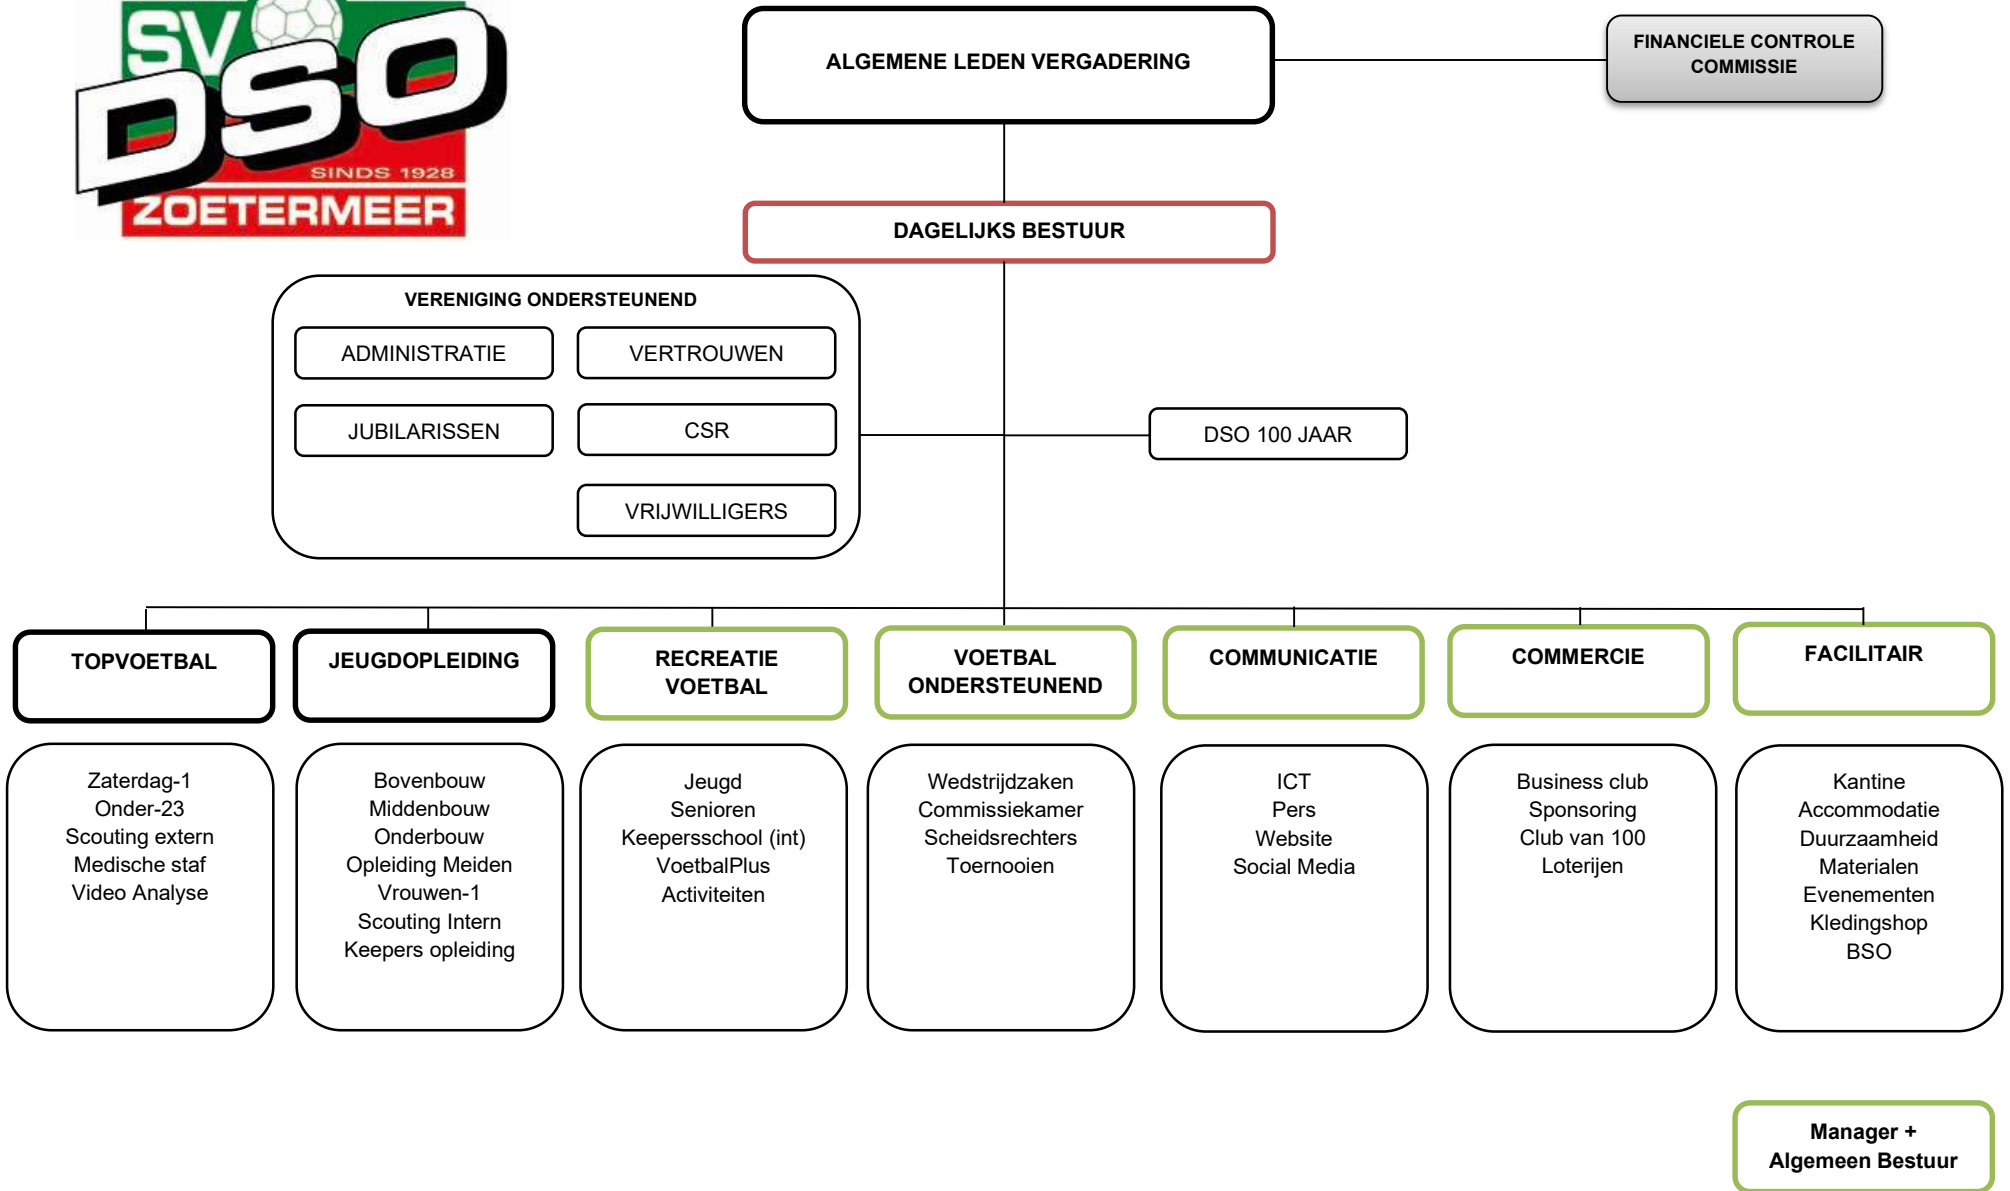 SV
DSO
SINDS 1928
ZOETERMEER
ALGEMENE LEDEN VERGADERING
FINANCIELE CONTROLE
COMMISSIE
DAGELIJKS BESTUUR
VERENIGING ONDERSTEUNEND
ADMINISTRATIE
VERTROUWEN
JUBILARISSEN
CSR
VRIJWILLIGERS
DSO 100 JAAR
TOPVOETBAL
JEUGDOPLEIDING
RECREATIE
VOETBAL
VOETBAL
ONDERSTEUNEND
COMMUNICATIE
COMMERCIE
FACILITAIR
Zaterdag-1
Onder-23
Scouting extern
Medische staf
Video Analyse
Bovenbouw
Middenbouw
Onderbouw
Opleiding Meiden
Vrouwen-1
Scouting Intern
Keepers opleiding
Jeugd
Senioren
Keepersschool (int)
VoetbalPlus
Activiteiten
Wedstrijdzaken
Commissiekamer
Scheidsrechters
Toernooien
ICT
Pers
Website
Social Media
Business club
Sponsoring
Club van 100
Loterijen
Kantine
Accommodatie
Duurzaamheid
Materialen
Evenementen
Kledingshop
BSO
Manager +
Algemeen Bestuur